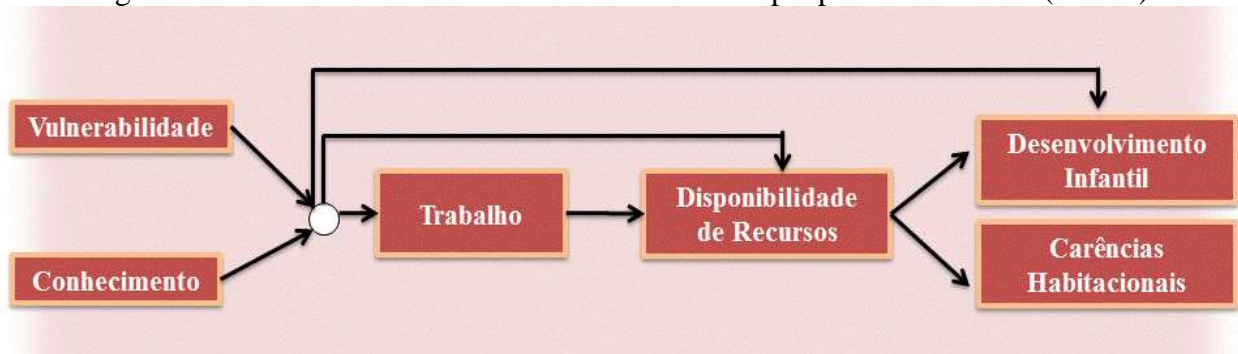 Vulnerabilidade
Conhecimento
Trabalho
Disponibilidade
de Recursos
Desenvolvimento
Infantil
Carências
Habitacionais